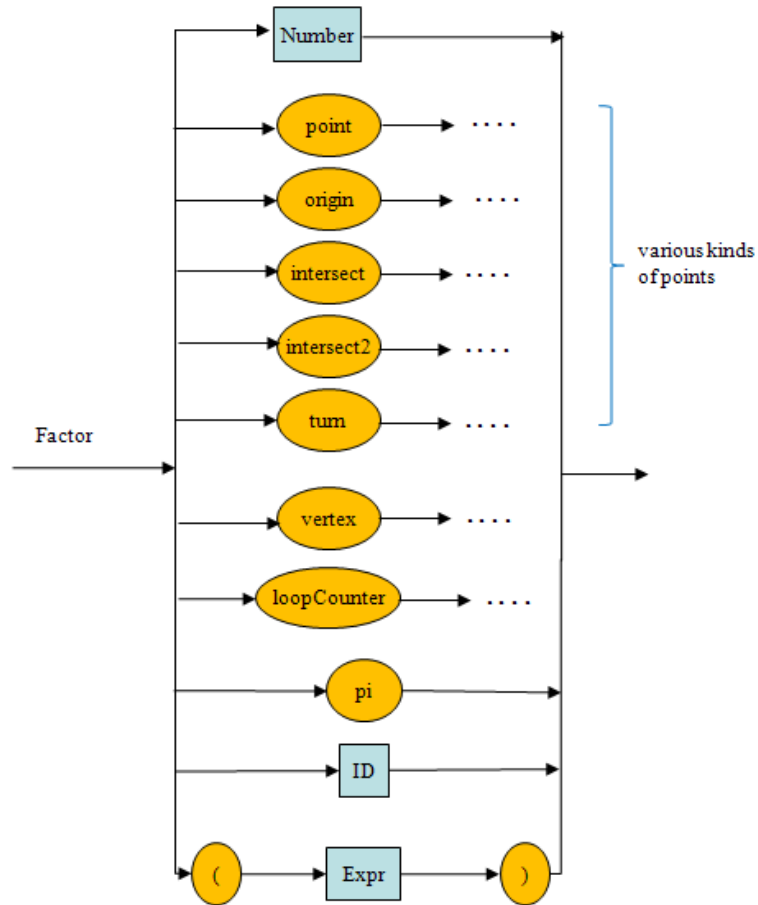 Number
point ....
origin ....
intersect ....
various kinds
of points
intersect2 ....
turn ....
Factor
vertex ....
loopCounter ....
pi
ID
( Expr )